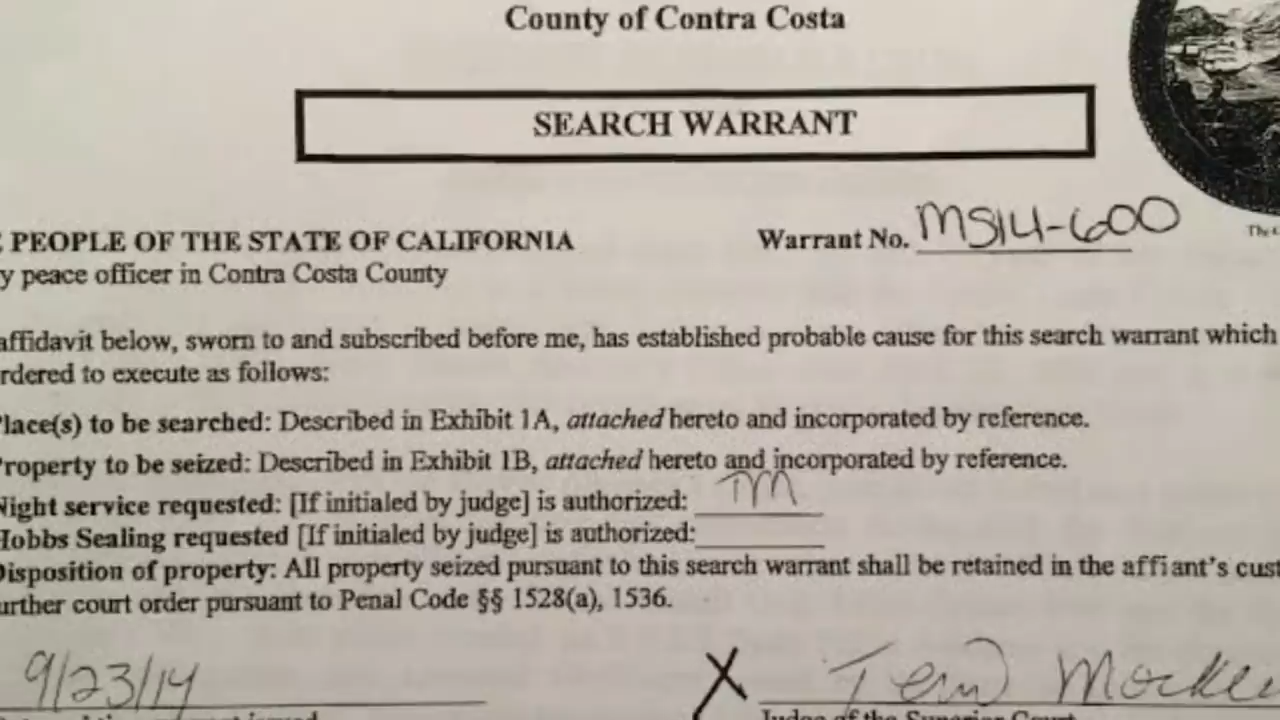 County of Contra Costa
SEARCH WARRANT
PEOPLE OF THE STATE OF CALIFORNIA
Warrant No. MS14-600
y peace officer in Contra Costa County
affidavit below, sworn to and subscribed before me, has established probable cause for this search warrant which
rdered to execute as follows:
Place(s) to be searched: Described in Exhibit 1A, attached hereto and incorporated by reference.
Property to be seized: Described in Exhibit 1B, attached hereto and incorporated by reference.
Night service requested: [If initialed by judge] is authorized: TM
Hobbs Sealing requested [If initialed by judge] is authorized:
Disposition of property: All property seized pursuant to this search warrant shall be retained in the affiant's cust
urther court order pursuant to Penal Code §§ 1528(a), 1536.
9/23/14
X
Judge of the Superior Court